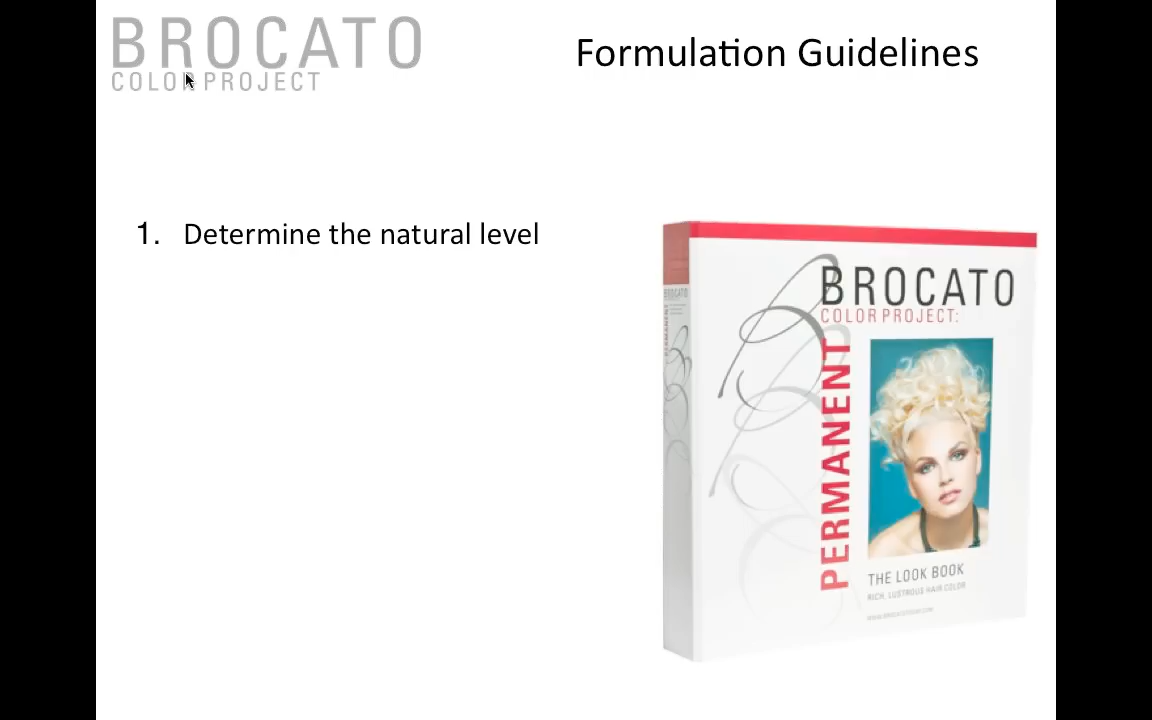 BROCATO
COLOR PROJECT
Formulation Guidelines
1. Determine the natural level
BROCATO
COLOR PROJECT:
PERMANENT
THE LOOK BOOK
RICH, LUSTROUS HAIR COLOR
BROCATO